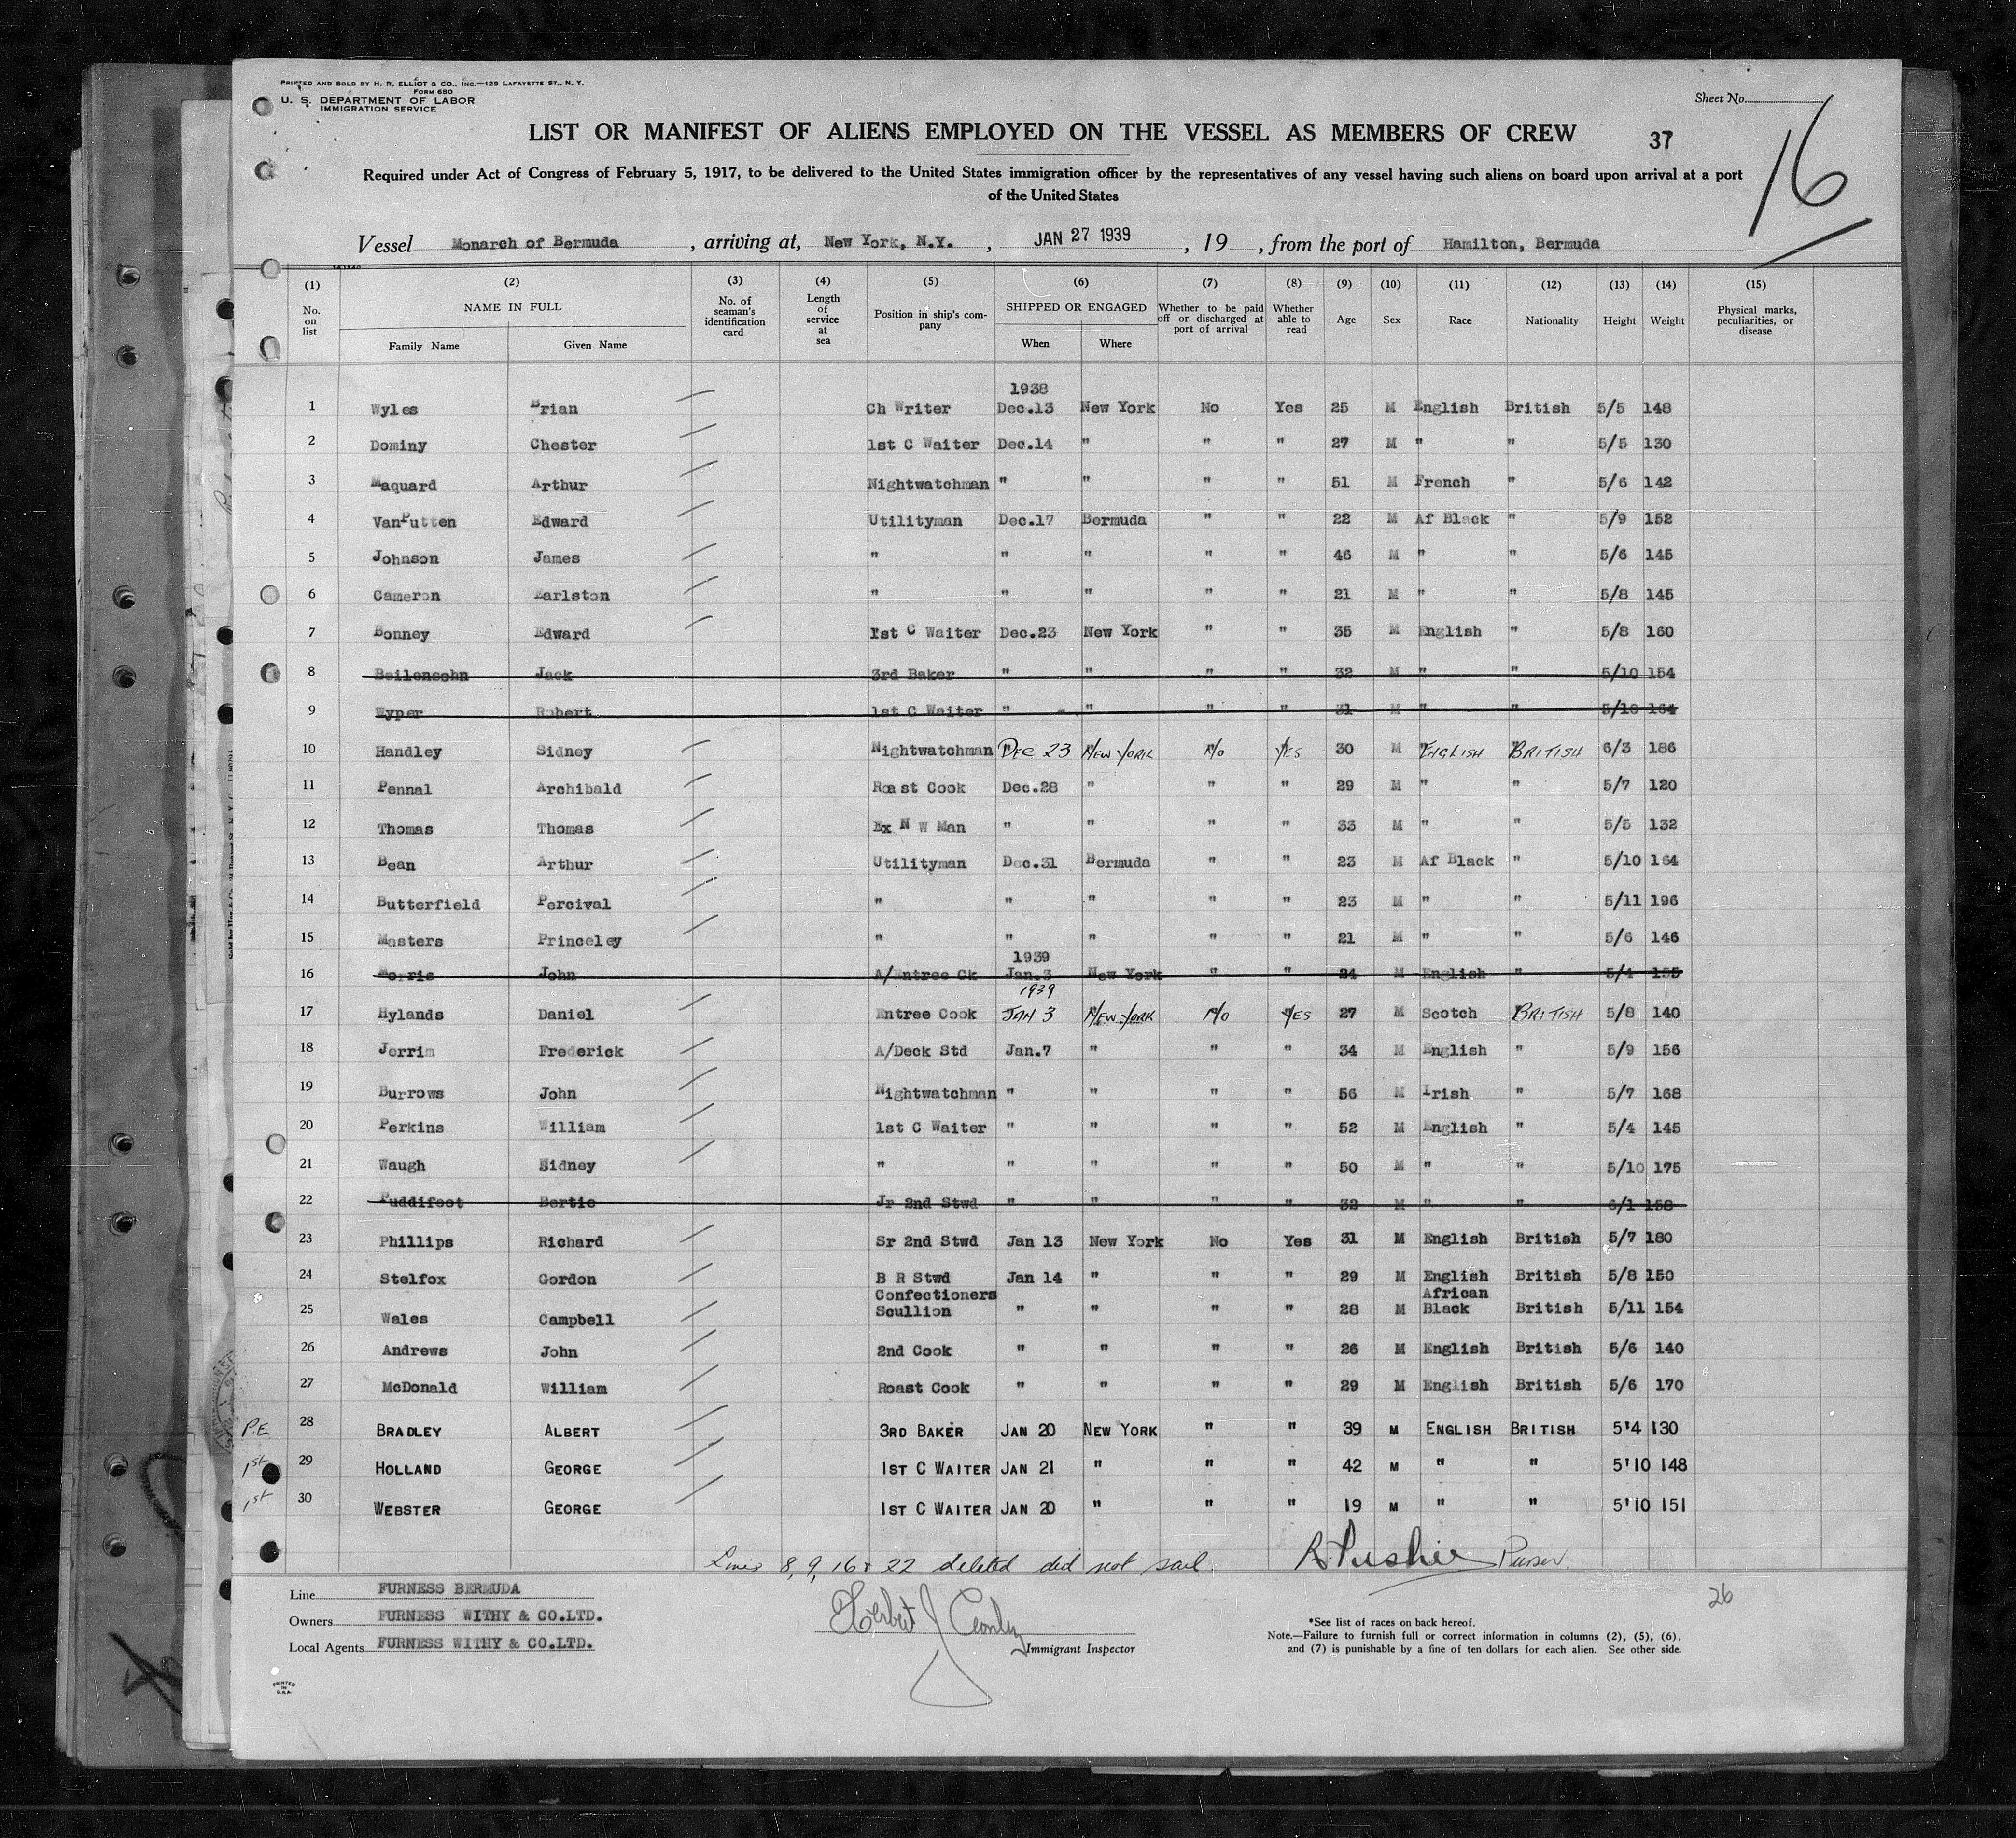 PRINTED AND SOLD BY H. R. ELLIOT & CO., INC.—129 LAFAYETTE ST., N. Y.
FORM 680
U. S. DEPARTMENT OF LABOR
IMMIGRATION SERVICE
Sheet No.
LIST OR MANIFEST OF ALIENS EMPLOYED ON THE VESSEL AS MEMBERS OF CREW
37
16
Required under Act of Congress of February 5, 1917, to be delivered to the United States immigration officer by the representatives of any vessel having such aliens on board upon arrival at a port
of the United States
Vessel Monarch of Bermuda , arriving at, New York, N.Y. , JAN 27 1939 , 19 , from the port of Hamilton, Bermuda
(1) (2) (3) (4) (5) (6) (7) (8) (9) (10) (11) (12) (13) (14) (15)
No. on list NAME IN FULL Family Name Given Name No. of seaman's identification card Length of service at sea Position in ship's company SHIPPED OR ENGAGED When Where Whether to be paid off or discharged at port of arrival Whether able to read Age Sex Race Nationality Height Weight Physical marks, peculiarities, or disease
1938
1 Wyles Brian Ch Writer Dec.13 New York No Yes 25 M English British 5/5 148
2 Dominy Chester 1st C Waiter Dec.14 " " " 27 M " " 5/5 130
3 Maquard Arthur Nightwatchman " " " " 51 M French " 5/6 142
4 VanPutten Edward Utilityman Dec.17 Bermuda " " 22 M Af Black " 5/9 152
5 Johnson James " " " " " 46 M " " 5/6 145
6 Cameron Earlston " " " " " 21 M " " 5/8 145
7 Bonney Edward 1st C Waiter Dec.23 New York " " 35 M English " 5/8 160
8 Beilensohn Jack 3rd Baker " " " " 32 M " " 5/10 154
9 Wyper Robert 1st C Waiter " " " " 31 M " " 5/10 164
10 Handley Sidney Nightwatchman DEC 23 NEW YORK NO YES 30 M ENGLISH BRITISH 6/3 186
11 Pennal Archibald Roast Cook Dec.28 " " " 29 M " " 5/7 120
12 Thomas Thomas Ex N W Man " " " " 33 M " " 5/5 132
13 Bean Arthur Utilityman Dec.31 Bermuda " " 23 M Af Black " 5/10 164
14 Butterfield Percival " " " " " 23 M " " 5/11 196
15 Masters Princeley " " " " " 21 M " " 5/6 146
1939
16 Morris John A/Entree Ck Jan.3 New York " " 24 M English " 5/4 155
1939
17 Hylands Daniel Entree Cook JAN 3 NEW YORK NO YES 27 M Scotch BRITISH 5/8 140
18 Jorrim Frederick A/Deck Std Jan.7 " " " 34 M English " 5/9 156
19 Burrows John Nightwatchman " " " " 56 M Irish " 5/7 168
20 Perkins William 1st C Waiter " " " " 52 M English " 5/4 145
21 Waugh Sidney " " " " " 50 M " " 5/10 175
22 Puddifoot Bertie Jr 2nd Stwd " " " " 32 M " " 6/1 158
23 Phillips Richard Sr 2nd Stwd Jan 13 New York No Yes 31 M English British 5/7 180
24 Stelfox Gordon B R Stwd Jan 14 " " " 29 M English British 5/8 150
Confectioners African
25 Wales Campbell Scullion " " " " 28 M Black British 5/11 154
26 Andrews John 2nd Cook " " " " 26 M English British 5/6 140
27 McDonald William Roast Cook " " " " 29 M English British 5/6 170
P.E. 28 BRADLEY ALBERT 3RD BAKER JAN 20 NEW YORK " " 39 M ENGLISH BRITISH 5'4 130
1st 29 HOLLAND GEORGE 1ST C WAITER JAN 21 " " " 42 M " " 5'10 148
1st 30 WEBSTER GEORGE 1ST C WAITER JAN 20 " " " 19 M " " 5'10 151
Lines 8, 9, 16 & 22 deleted did not sail. Purser.
Line FURNESS BERMUDA
Owners FURNESS WITHY & CO.LTD.
Local Agents FURNESS WITHY & CO.LTD.
Herbert J
Immigrant Inspector
26
*See list of races on back hereof.
Note.—Failure to furnish full or correct information in columns (2), (5), (6),
and (7) is punishable by a fine of ten dollars for each alien. See other side.
PRINTED
IN
U.S.A.